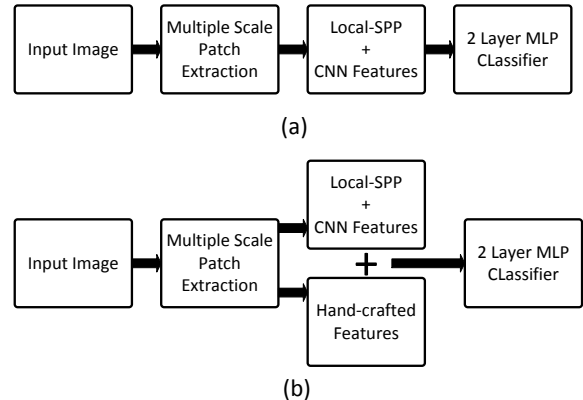 Input Image
Multiple Scale
Patch
Extraction
Local-SPP
+
CNN Features
2 Layer MLP
CLassifier
(a)
Input Image
Multiple Scale
Patch
Extraction
Local-SPP
+
CNN Features
+
Hand-crafted
Features
2 Layer MLP
CLassifier
(b)